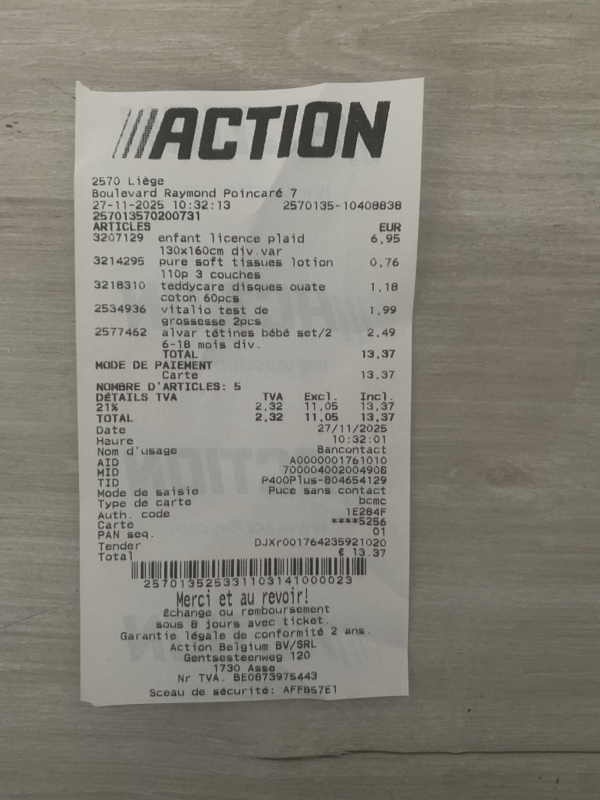 ACTION
2570 Liège
Boulevard Raymond Poincaré 7
27-11-2025 10:32:13 2570135-10408838
257013570200731
ARTICLES EUR
3207129 enfant licence plaid 6,95
130x160cm div.var
3214295 pure soft tissues lotion 0,76
110p 3 couches
3218310 teddycare disques ouate 1,18
coton 60pcs
2534936 vitalio test de 1,99
grossesse 2pcs
2577462 alvar tétines bébé set/2 2,49
6-18 mois div.
TOTAL 13,37
MODE DE PAIEMENT
Carte 13,37
NOMBRE D'ARTICLES: 5
DÉTAILS TVA TVA Excl. Incl.
21% 2,32 11,05 13,37
TOTAL 2,32 11,05 13,37
Date 27/11/2025
Heure 10:32:01
Nom d'usage Bancontact
AID A0000001761010
MID 700004002004908
TID P400Plus-804654129
Mode de saisie Puce sans contact
Type de carte bcmc
Auth. code 1E284F
Carte ****5256
PAN seq. 01
Tender DJXr001764235921020
Total € 13.37
257013525331103141000023
Merci et au revoir!
Échange ou remboursement
sous 8 jours avec ticket.
Garantie légale de conformité 2 ans.
Action Belgium BV/SRL
Gentsesteenweg 120
1730 Asse
Nr TVA. BE0873975443
Sceau de sécurité: AFFB57E1